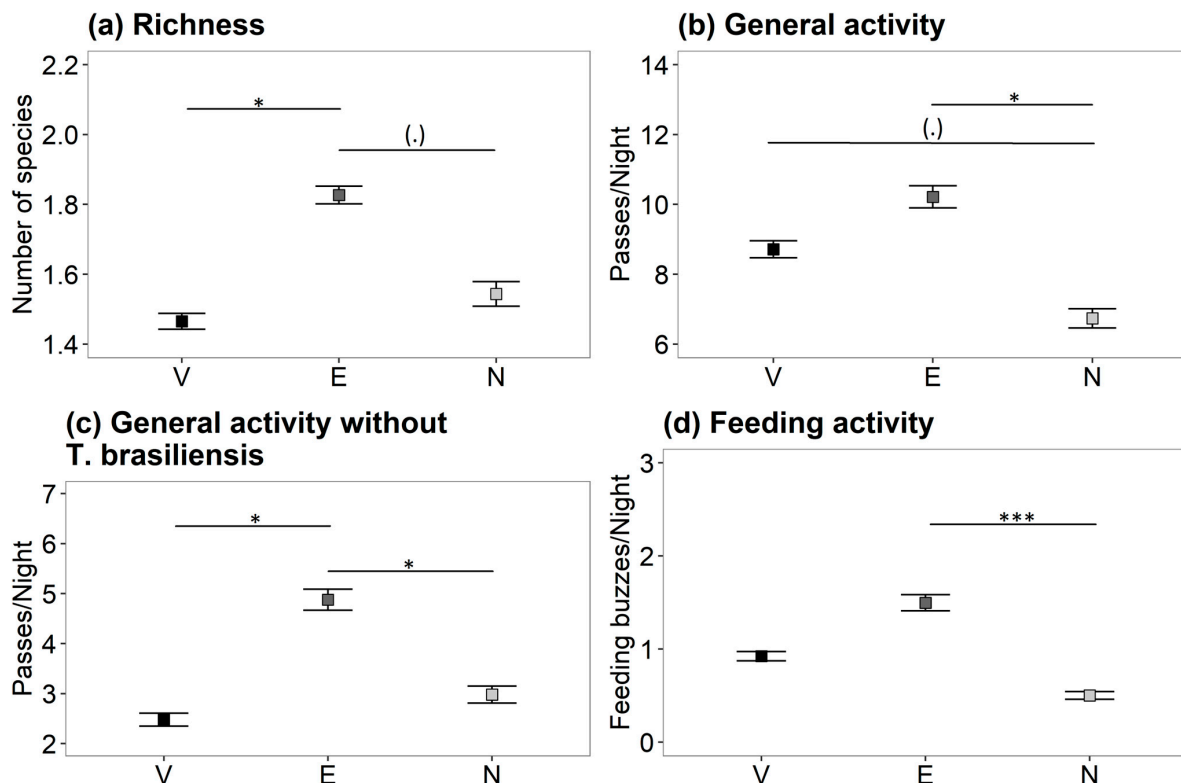 (a) Richness
Number of species
2.2
2.0
1.8
1.6
1.4
*
(.)
V E N
(b) General activity
Passes/Night
14
12
10
8
6
*
(.)
V E N
(c) General activity without
T. brasiliensis
Passes/Night
7
6
5
4
3
2
*
*
V E N
(d) Feeding activity
Feeding buzzes/Night
3
2
1
0
***
V E N